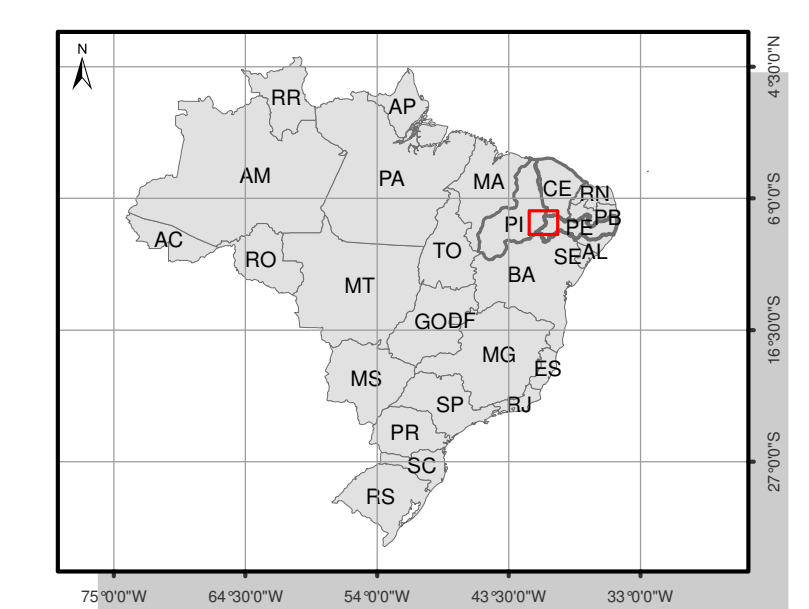 N
4°30'0"N
RR
AP
AM
PA
MA
CE
RN
6°0'0"S
PI
PB
PE
AC
RO
TO
SE
AL
MT
BA
GO
DF
16°30'0"S
MG
MS
ES
SP
RJ
PR
SC
27°0'0"S
RS
75°0'0"W 64°30'0"W 54°0'0"W 43°30'0"W 33°0'0"W